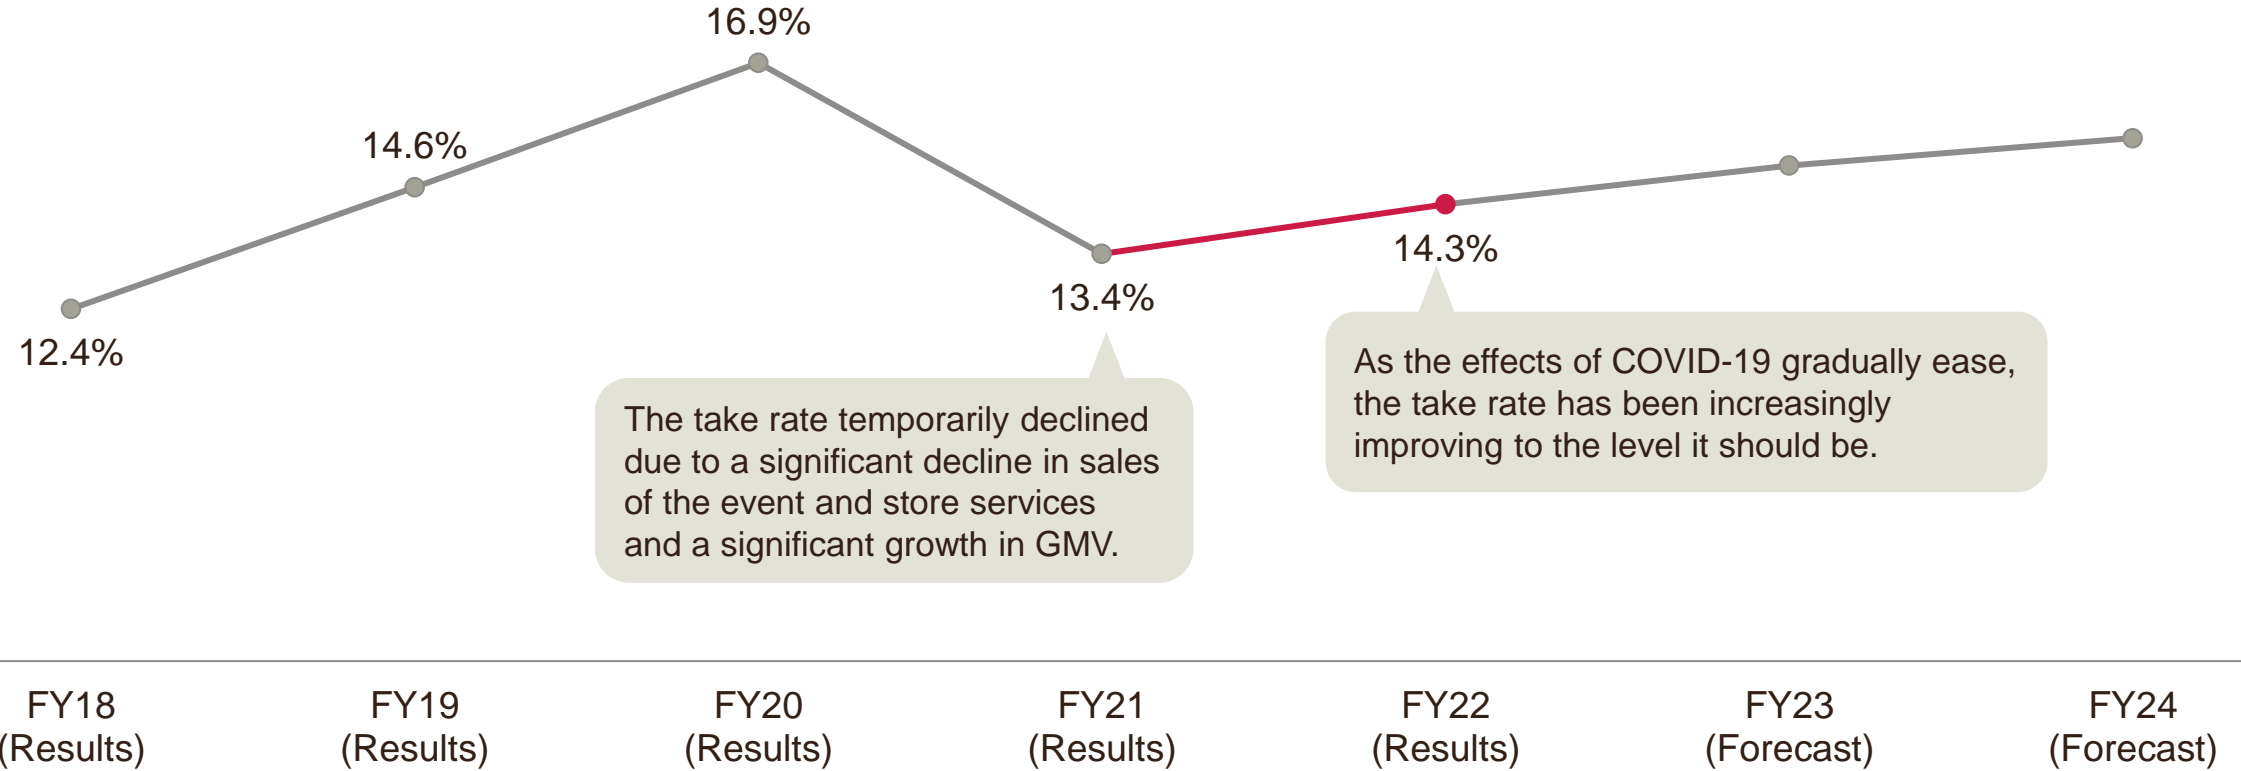 16.9%
14.6%
12.4%
13.4%
14.3%
The take rate temporarily declined
due to a significant decline in sales
of the event and store services
and a significant growth in GMV.
As the effects of COVID-19 gradually ease,
the take rate has been increasingly
improving to the level it should be.
FY18
(Results)
FY19
(Results)
FY20
(Results)
FY21
(Results)
FY22
(Results)
FY23
(Forecast)
FY24
(Forecast)